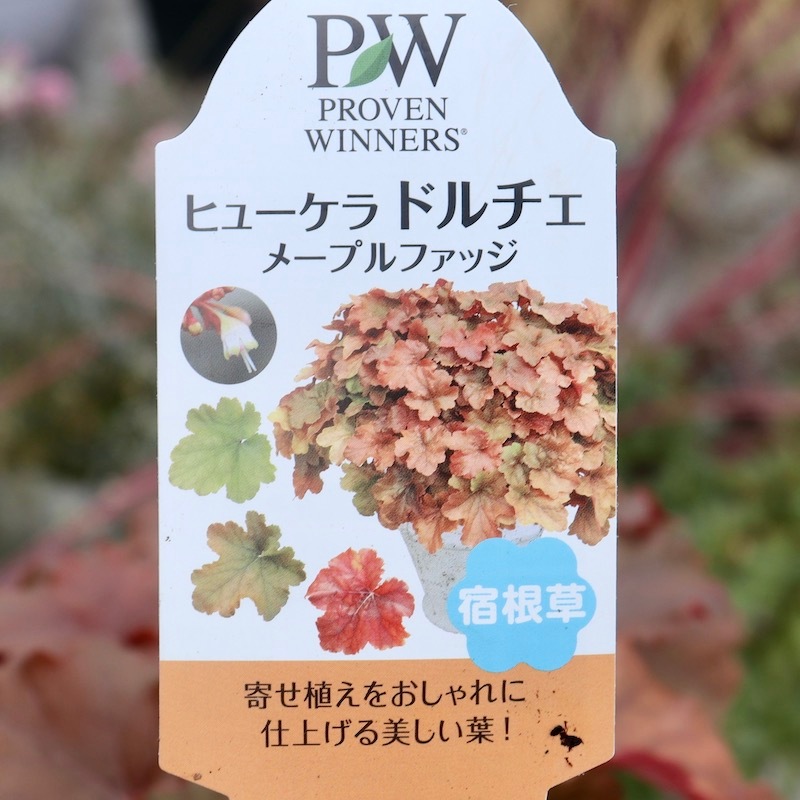 PW
PROVEN
WINNERS®
ヒューケラ ドルチェ
メープルファッジ
宿根草
寄せ植えをおしゃれに
仕上げる美しい葉！